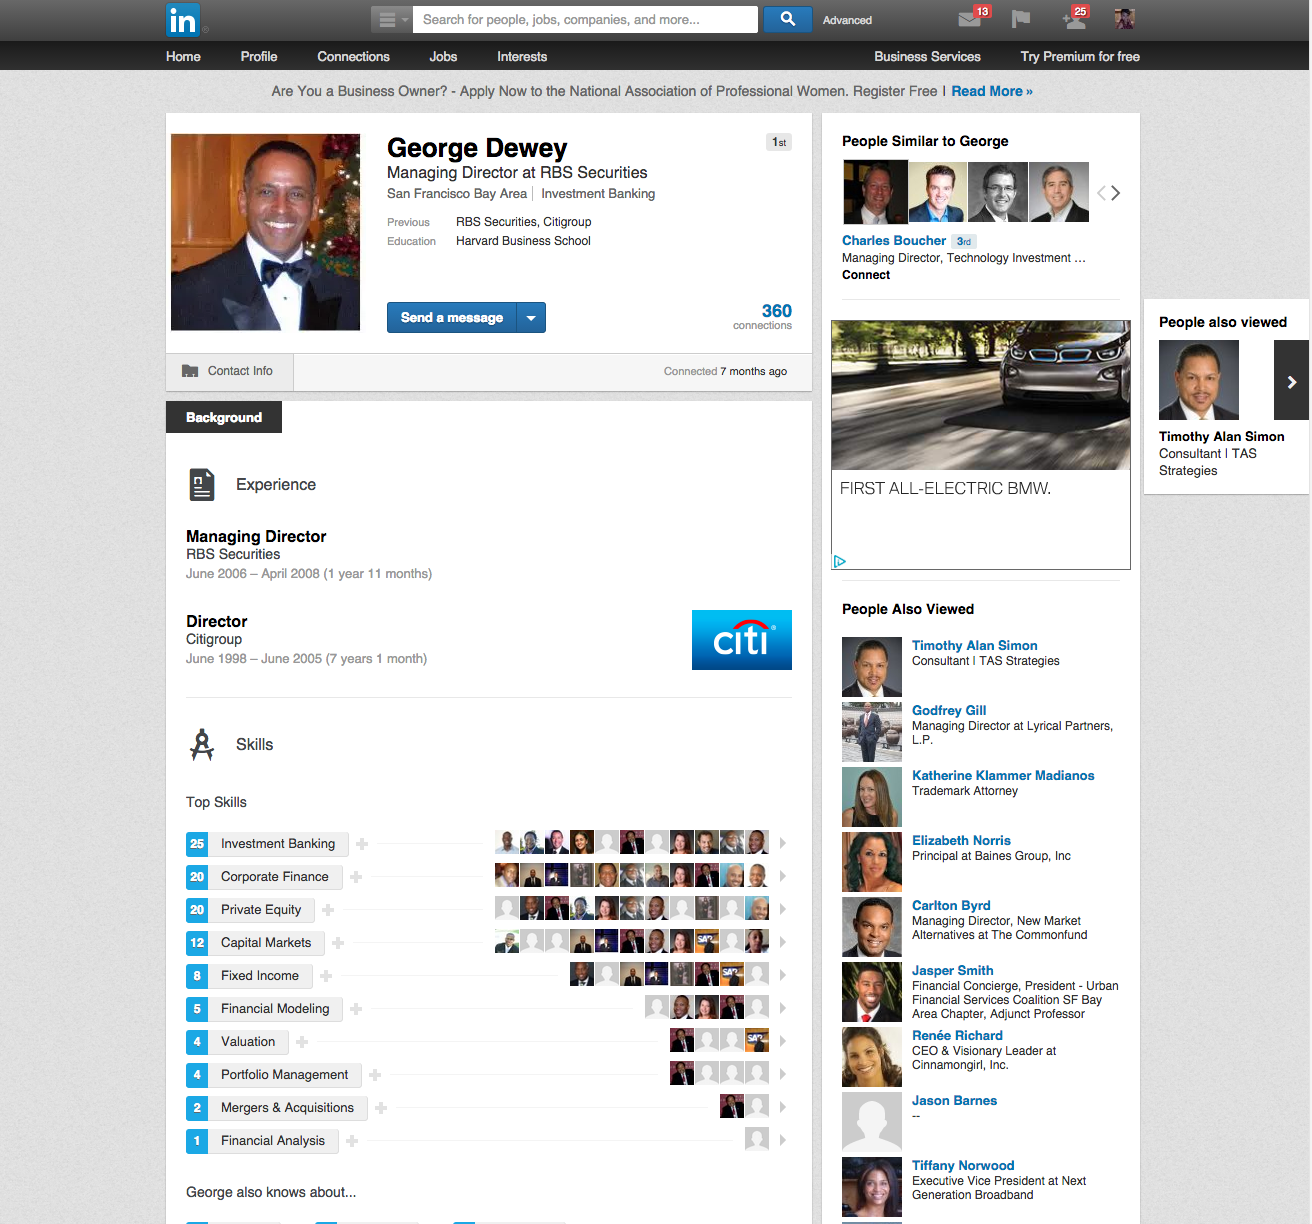 in
Search for people, jobs, companies, and more...
Advanced
13
25
Home Profile Connections Jobs Interests Business Services Try Premium for free
Are You a Business Owner? - Apply Now to the National Association of Professional Women. Register Free | Read More »
George Dewey
1st
Managing Director at RBS Securities
San Francisco Bay Area | Investment Banking
Previous RBS Securities, Citigroup
Education Harvard Business School
Send a message
360
connections
Contact Info
Connected 7 months ago
Background
Experience
Managing Director
RBS Securities
June 2006 – April 2008 (1 year 11 months)
Director
Citigroup
June 1998 – June 2005 (7 years 1 month)
citi
Skills
Top Skills
25 Investment Banking
20 Corporate Finance
20 Private Equity
12 Capital Markets
SAP
8 Fixed Income
SAP
5 Financial Modeling
4 Valuation
SAP
4 Portfolio Management
2 Mergers & Acquisitions
1 Financial Analysis
George also knows about...
People Similar to George
Charles Boucher 3rd
Managing Director, Technology Investment ...
Connect
FIRST ALL-ELECTRIC BMW.
People Also Viewed
Timothy Alan Simon
Consultant | TAS Strategies
Godfrey Gill
Managing Director at Lyrical Partners,
L.P.
Katherine Klammer Madianos
Trademark Attorney
Elizabeth Norris
Principal at Baines Group, Inc
Carlton Byrd
Managing Director, New Market
Alternatives at The Commonfund
Jasper Smith
Financial Concierge, President - Urban
Financial Services Coalition SF Bay
Area Chapter, Adjunct Professor
Renée Richard
CEO & Visionary Leader at
Cinnamongirl, Inc.
Jason Barnes
--
Tiffany Norwood
Executive Vice President at Next
Generation Broadband
People also viewed
Timothy Alan Simon
Consultant | TAS
Strategies